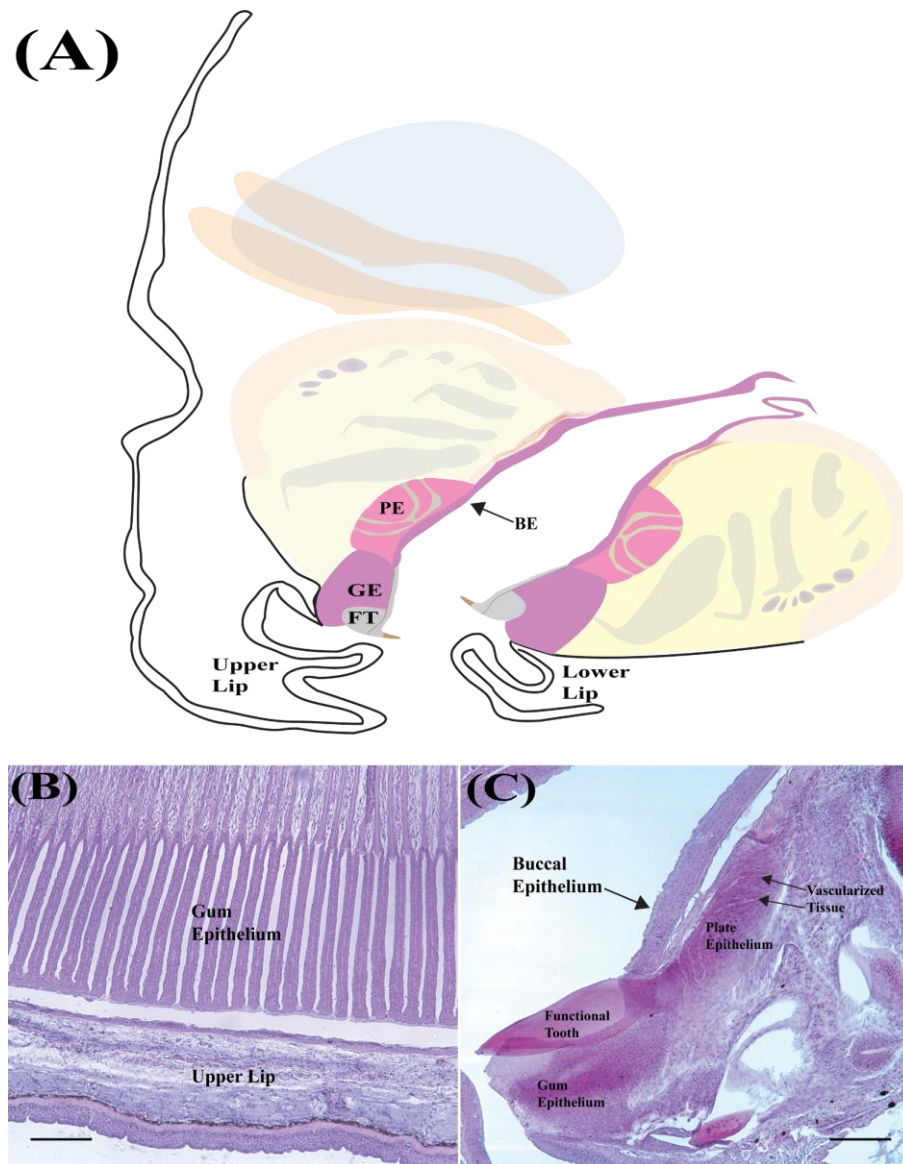 (A)
PE
BE
GE
FT
Upper
Lip
Lower
Lip
(B)
Gum
Epithelium
Upper Lip
(C)
Buccal
Epithelium
Vascularized
Tissue
Plate
Epithelium
Functional
Tooth
Gum
Epithelium